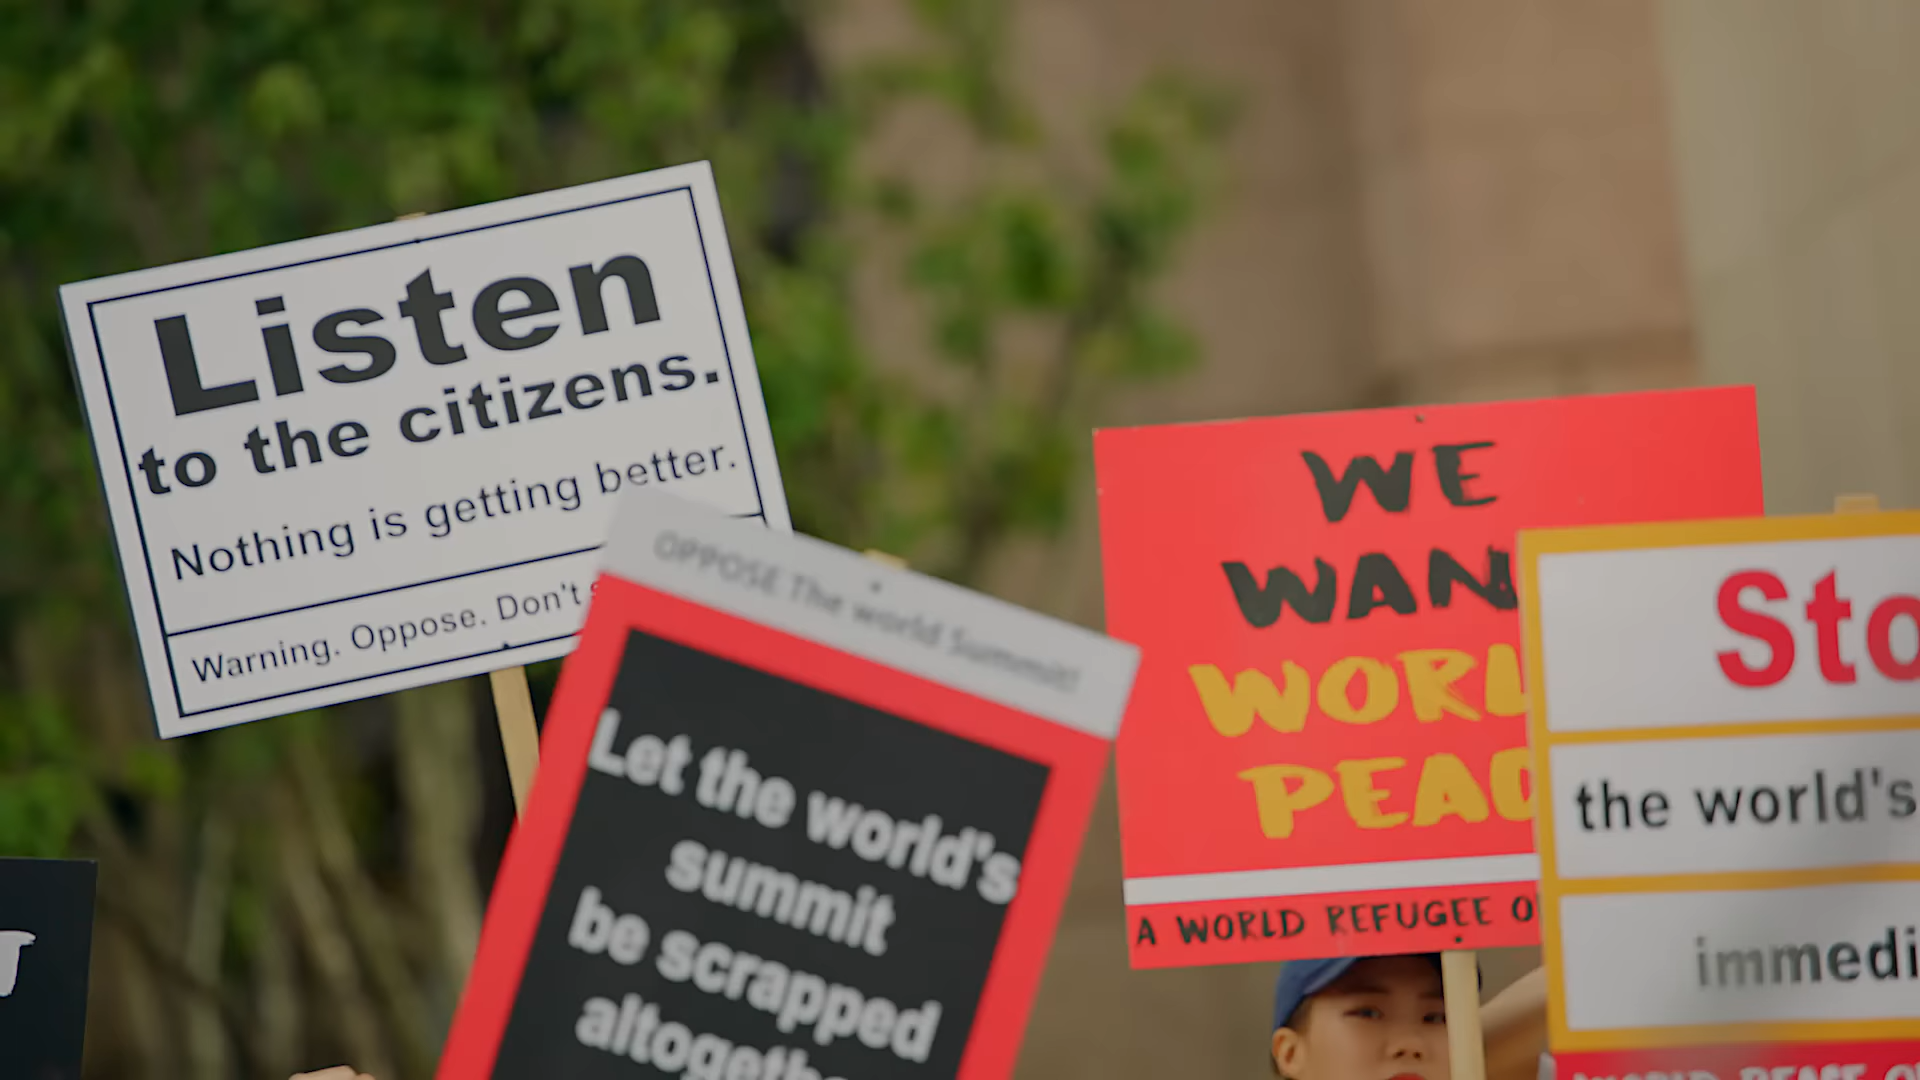 Listen
to the citizens.
Nothing is getting better.
Warning. Oppose. Don't
OPPOSE The world Summit!
Let the world's
summit
be scrapped
altogethe
WE
WAN
WORL
PEAC
A WORLD REFUGEE O
Sto
the world's
immedi